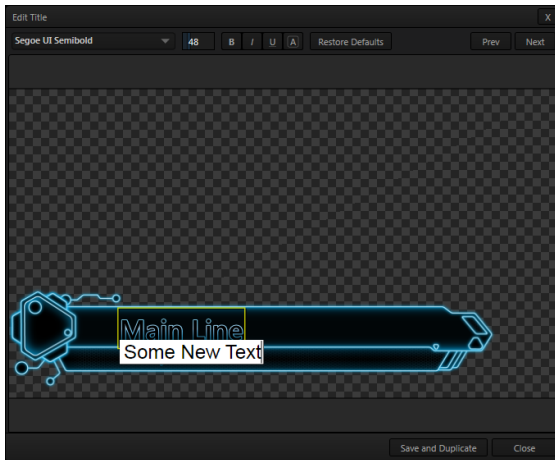 Edit Title X
Segoe UI Semibold 48 B I U A Restore Defaults Prev Next
Main Line
Some New Text
Save and Duplicate Close